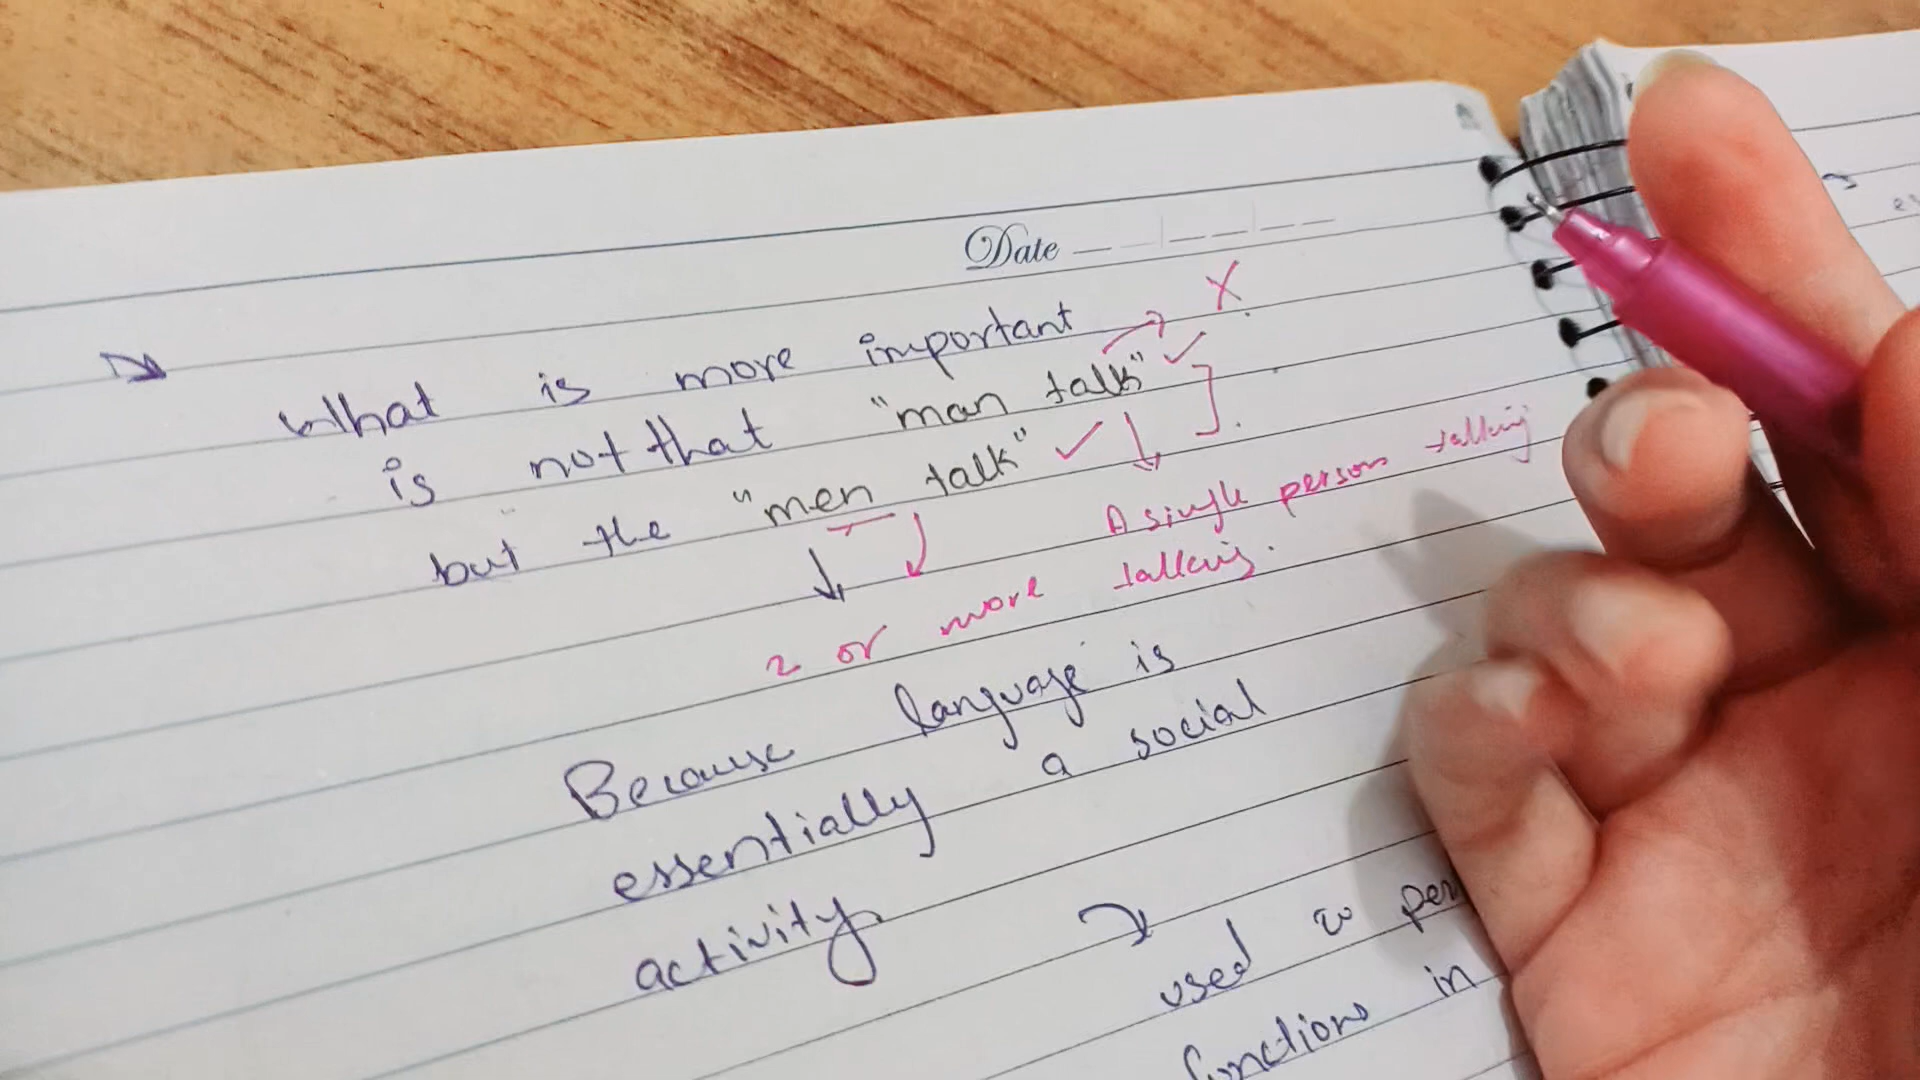 Date
What is more important X
is not that "man talk" ✓
but the "men talk" ✓
A single person talking
2 or more talking.
Because language is
essentially a social
activity
used to per
functions in